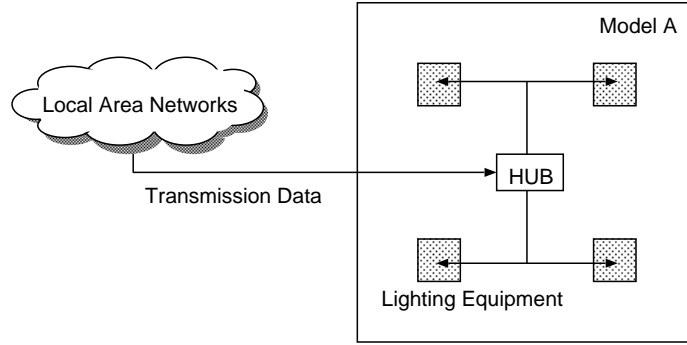 Model A
Local Area Networks
HUB
Transmission Data
Lighting Equipment